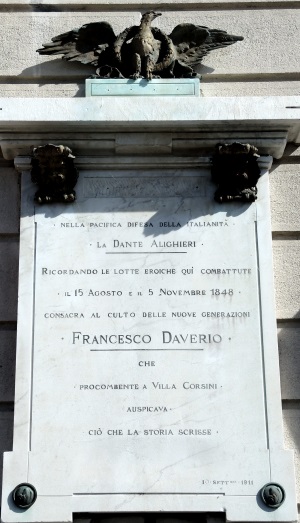 NELLA PACIFICA DIFESA DELLA ITALIANITÀ
LA DANTE ALIGHIERI ·
RICORDANDO LE LOTTE EROICHE QUÌ COMBATTUTE
· IL 15 AGOSTO E IL 5 NOVEMBRE 1848 ·
CONSACRA AL CULTO DELLE NUOVE GENERAZIONI
· FRANCESCO DAVERIO ·
CHE
· PROCOMBENTE A VILLA CORSINI
AUSPICAVA ·
CIÒ CHE LA STORIA SCRISSE ·